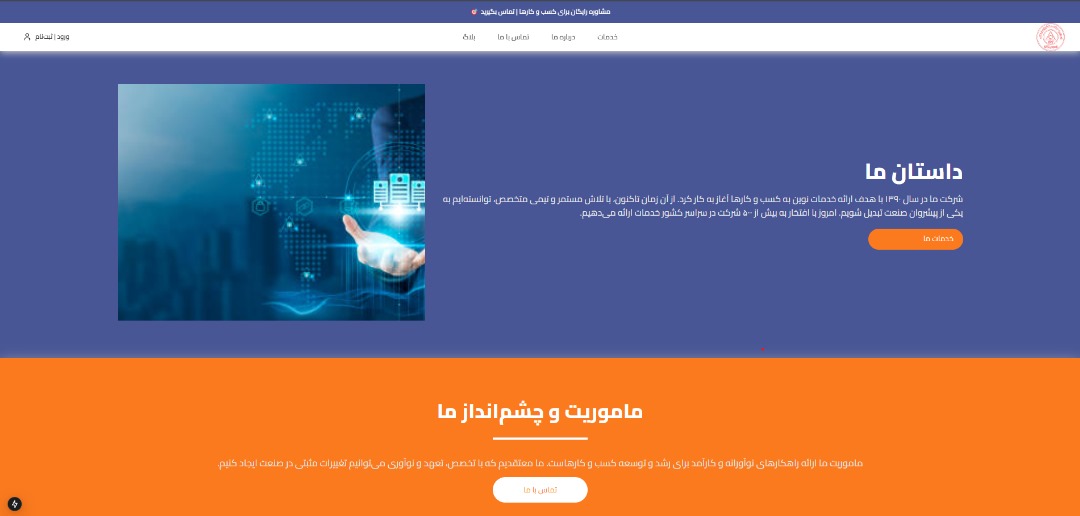 مشاوره رایگان برای کسب و کارها | تماس بگیرید 🎯
خدمات
درباره ما
تماس با ما
بلاگ
ورود | ثبت‌نام
داستان ما
شرکت ما در سال ۱۳۹۰ با هدف ارائه خدمات نوین به کسب و کارها آغاز به کار کرد. از آن زمان تاکنون، با تلاش مستمر و تیمی متخصص، توانسته‌ایم به
یکی از پیشروان صنعت تبدیل شویم. امروز با افتخار به بیش از ۵۰۰ شرکت در سراسر کشور خدمات ارائه می‌دهیم.
خدمات ما
ماموریت و چشم‌انداز ما
ماموریت ما ارائه راهکارهای نوآورانه و کارآمد برای رشد و توسعه کسب و کارهاست. ما معتقدیم که با تخصص، تعهد و نوآوری می‌توانیم تغییرات مثبتی در صنعت ایجاد کنیم.
تماس با ما